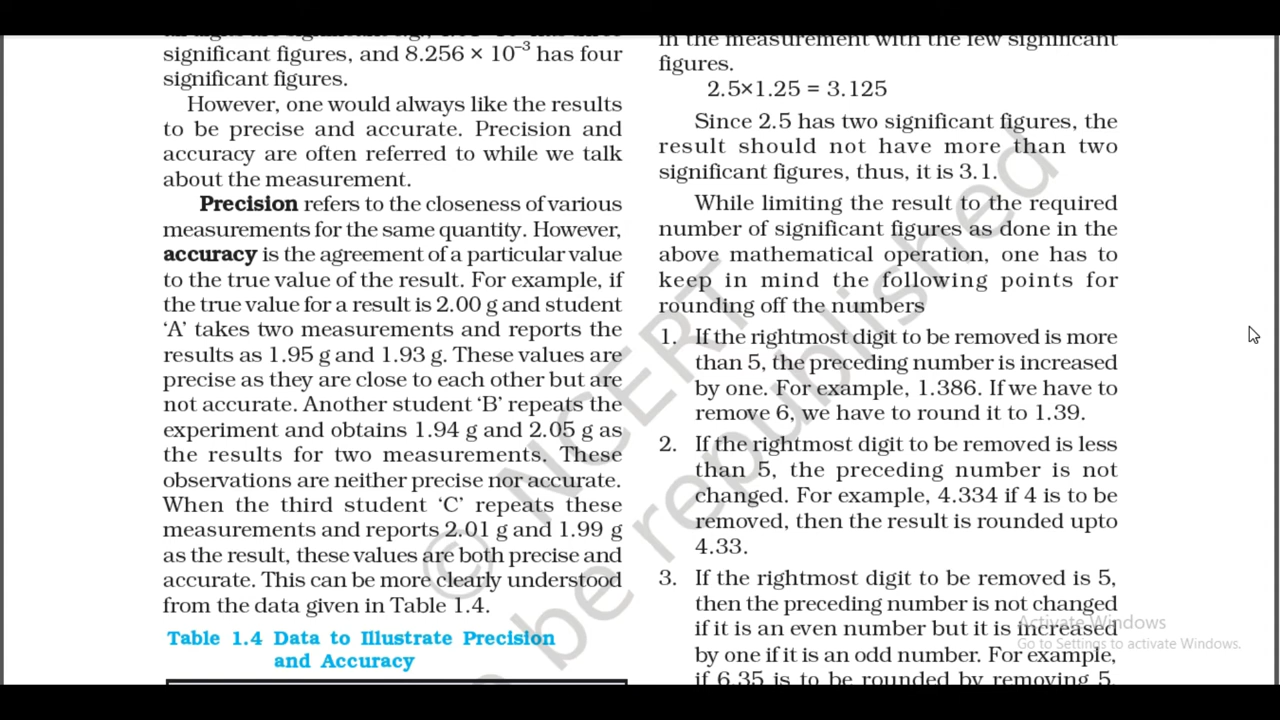 significant figures, and 8.256 × 10⁻³ has four
significant figures.
However, one would always like the results
to be precise and accurate. Precision and
accuracy are often referred to while we talk
about the measurement.
Precision refers to the closeness of various
measurements for the same quantity. However,
accuracy is the agreement of a particular value
to the true value of the result. For example, if
the true value for a result is 2.00 g and student
‘A’ takes two measurements and reports the
results as 1.95 g and 1.93 g. These values are
precise as they are close to each other but are
not accurate. Another student ‘B’ repeats the
experiment and obtains 1.94 g and 2.05 g as
the results for two measurements. These
observations are neither precise nor accurate.
When the third student ‘C’ repeats these
measurements and reports 2.01 g and 1.99 g
as the result, these values are both precise and
accurate. This can be more clearly understood
from the data given in Table 1.4.
Table 1.4 Data to Illustrate Precision
and Accuracy
in the measurement with the few significant
figures.
2.5×1.25 = 3.125
Since 2.5 has two significant figures, the
result should not have more than two
significant figures, thus, it is 3.1.
While limiting the result to the required
number of significant figures as done in the
above mathematical operation, one has to
keep in mind the following points for
rounding off the numbers
1. If the rightmost digit to be removed is more
than 5, the preceding number is increased
by one. For example, 1.386. If we have to
remove 6, we have to round it to 1.39.
2. If the rightmost digit to be removed is less
than 5, the preceding number is not
changed. For example, 4.334 if 4 is to be
removed, then the result is rounded upto
4.33.
3. If the rightmost digit to be removed is 5,
then the preceding number is not changed
if it is an even number but it is increased
by one if it is an odd number. For example,
if 6.35 is to be rounded by removing 5,
© NCERT
be republished
Activate Windows
Go to Settings to activate Windows.